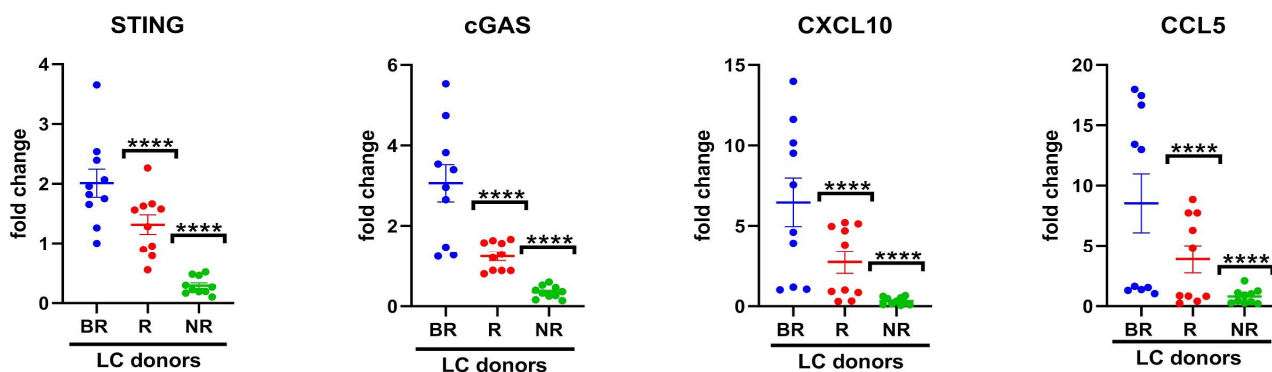 STING
fold change
4
3
2
1
0
****
****
BR R NR
LC donors
cGAS
fold change
6
4
2
0
****
****
BR R NR
LC donors
CXCL10
fold change
15
10
5
0
****
****
BR R NR
LC donors
CCL5
fold change
20
15
10
5
0
****
****
BR R NR
LC donors